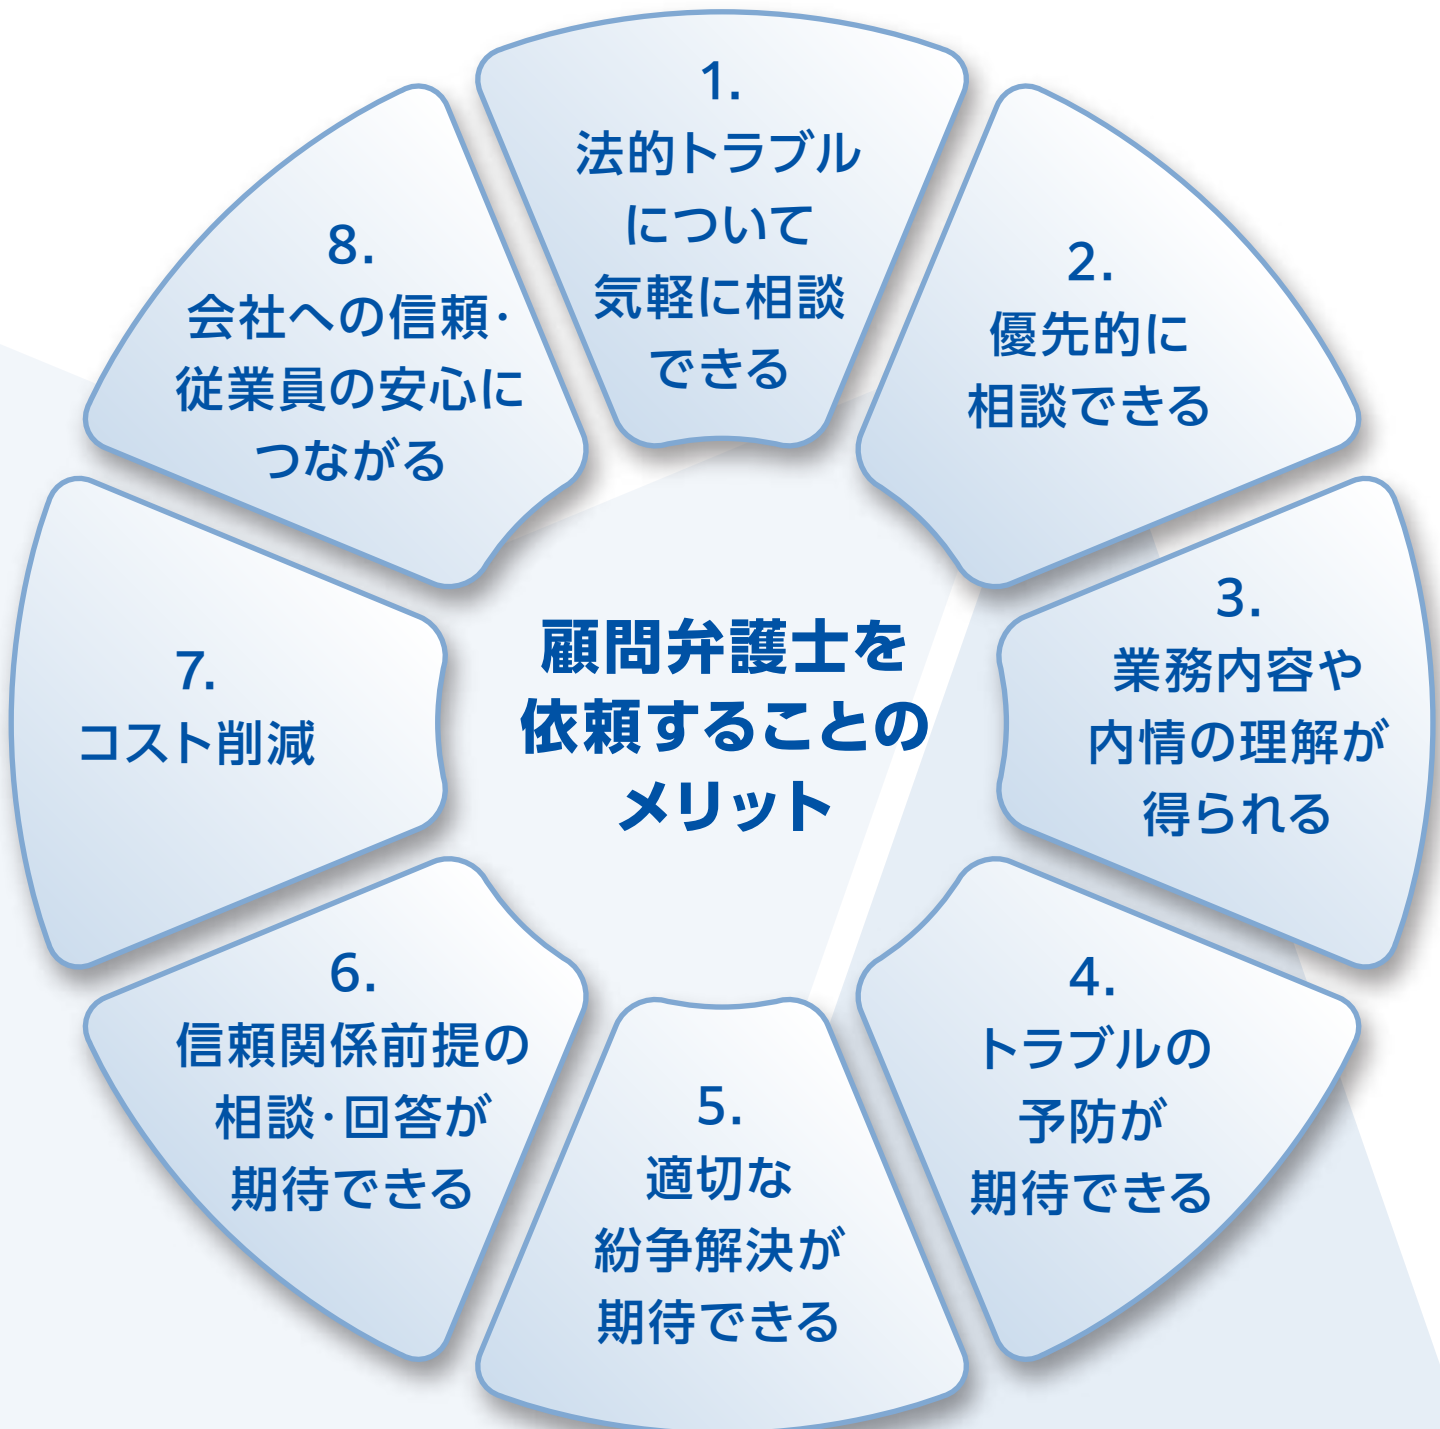 1.
法的トラブル
について
気軽に相談
できる
2.
優先的に
相談できる
3.
業務内容や
内情の理解が
得られる
4.
トラブルの
予防が
期待できる
5.
適切な
紛争解決が
期待できる
6.
信頼関係前提の
相談・回答が
期待できる
7.
コスト削減
8.
会社への信頼・
従業員の安心に
つながる
顧問弁護士を
依頼することの
メリット